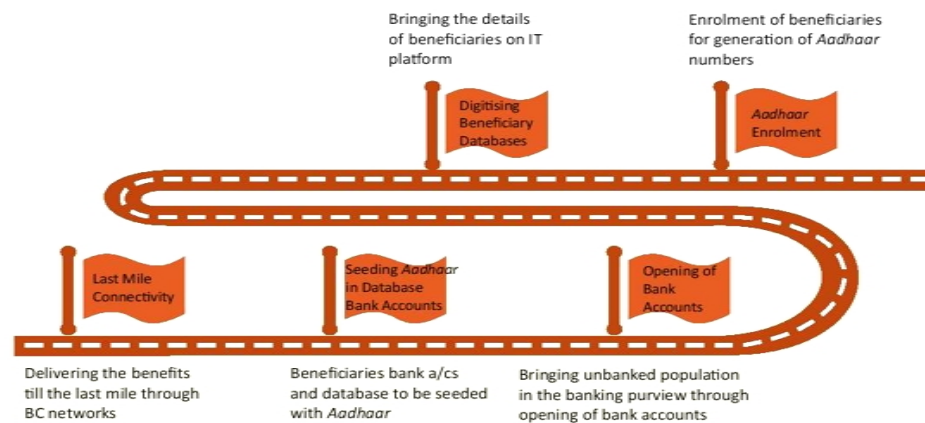 Bringing the details
of beneficiaries on IT
platform
Enrolment of beneficiaries
for generation of Aadhaar
numbers
Digitising
Beneficiary
Databases
Aadhaar
Enrolment
Last Mile
Connectivity
Seeding Aadhaar
in Database
Bank Accounts
Opening of
Bank
Accounts
Delivering the benefits
till the last mile through
BC networks
Beneficiaries bank a/cs
and database to be seeded
with Aadhaar
Bringing unbanked population
in the banking purview through
opening of bank accounts